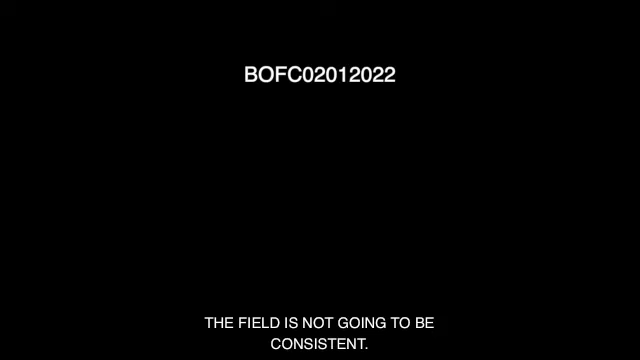 BOFC02012022
THE FIELD IS NOT GOING TO BE
CONSISTENT.